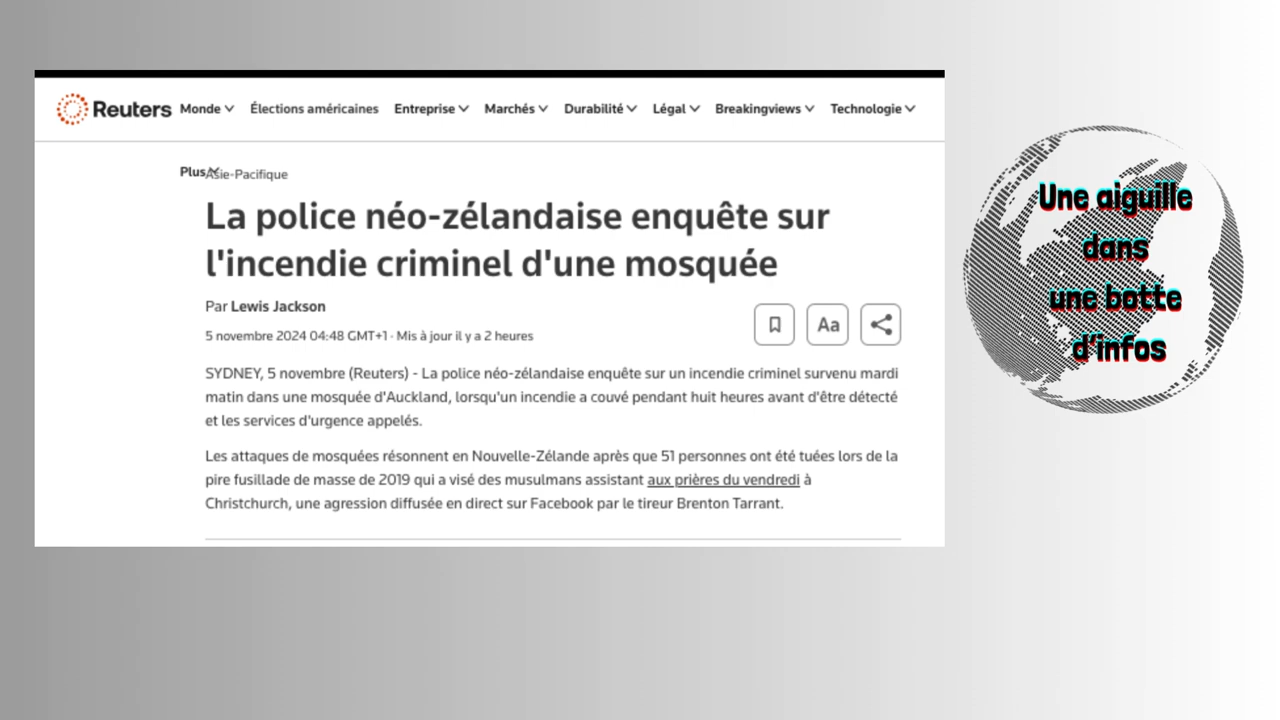 Reuters Monde Élections américaines Entreprise Marchés Durabilité Légal Breakingviews Technologie
Plus Asie-Pacifique
La police néo-zélandaise enquête sur
l'incendie criminel d'une mosquée
Par Lewis Jackson
5 novembre 2024 04:48 GMT+1 · Mis à jour il y a 2 heures
Aa
SYDNEY, 5 novembre (Reuters) - La police néo-zélandaise enquête sur un incendie criminel survenu mardi
matin dans une mosquée d'Auckland, lorsqu'un incendie a couvé pendant huit heures avant d'être détecté
et les services d'urgence appelés.
Les attaques de mosquées résonnent en Nouvelle-Zélande après que 51 personnes ont été tuées lors de la
pire fusillade de masse de 2019 qui a visé des musulmans assistant aux prières du vendredi à
Christchurch, une agression diffusée en direct sur Facebook par le tireur Brenton Tarrant.
Une aiguille
dans
une botte
d'infos